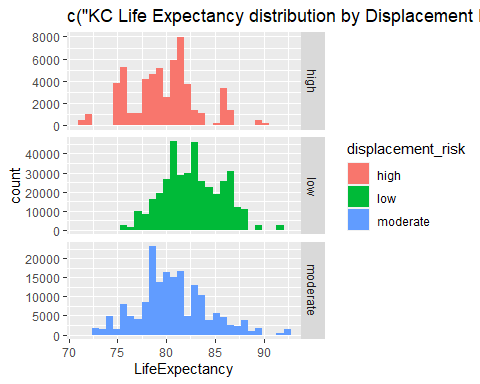 c("KC Life Expectancy distribution by Displacement
8000
6000
4000
2000
0
high
40000
30000
20000
10000
0
low
20000
15000
10000
5000
0
moderate
count
70 75 80 85 90
LifeExpectancy
displacement_risk
high
low
moderate